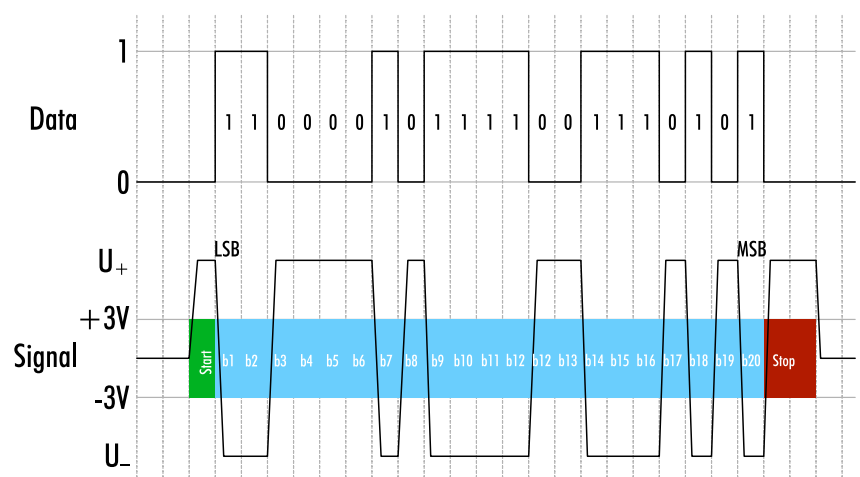 1
Data 1 1 0 0 0 0 1 0 1 1 1 1 0 0 1 1 1 0 1 0 1
0
LSB MSB
U+
+3V
Signal Start b1 b2 b3 b4 b5 b6 b7 b8 b9 b10 b11 b12 b12 b13 b14 b15 b16 b17 b18 b19 b20 Stop
-3V
U-